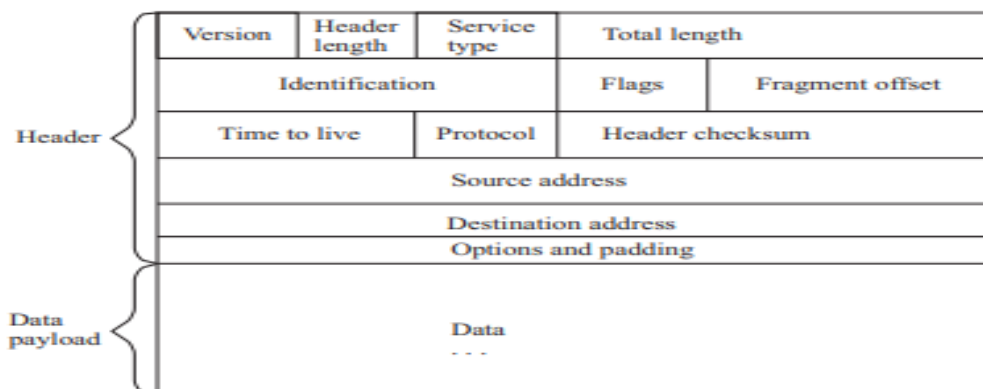 Version Header length Service type Total length
Identification Flags Fragment offset
Header Time to live Protocol Header checksum
Source address
Destination address
Options and padding
Data payload Data
- - -